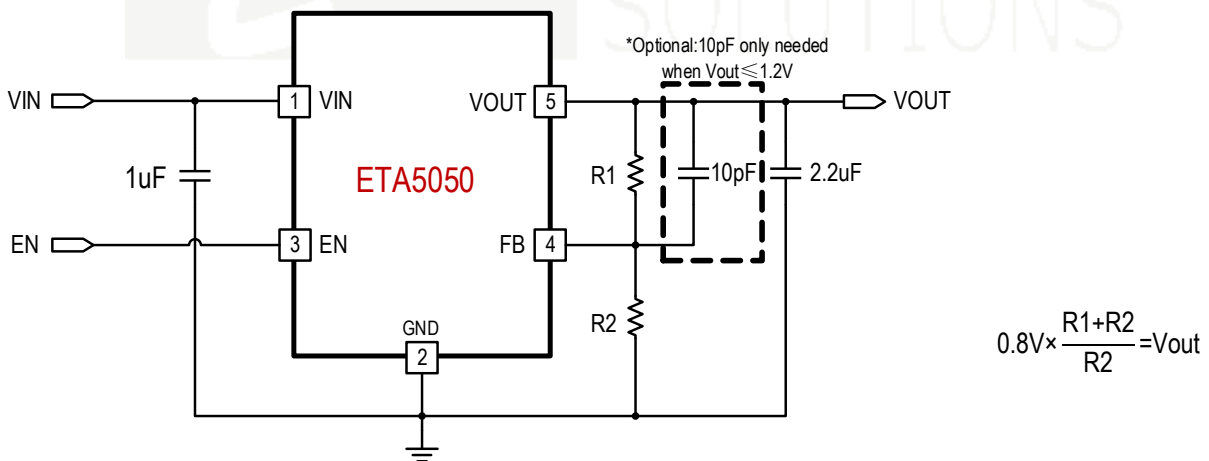 SOLUTIONS
*Optional:10pF only needed
when Vout≦1.2V
VIN 1 VIN VOUT 5 VOUT
1uF ETA5050 R1 10pF 2.2uF
EN 3 EN FB 4
GND
2
R2
0.8V× R1+R2 =Vout
R2